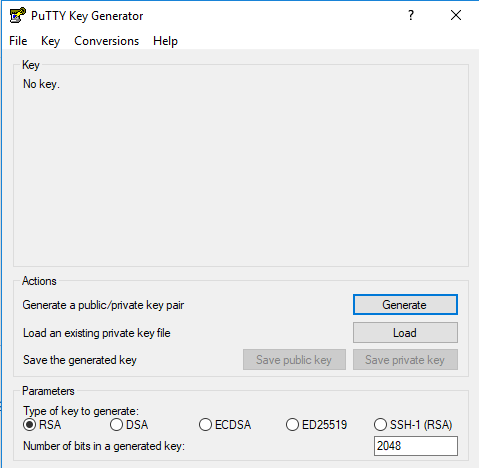 PuTTY Key Generator
?
File Key Conversions Help
Key
No key.
Actions
Generate a public/private key pair Generate
Load an existing private key file Load
Save the generated key Save public key Save private key
Parameters
Type of key to generate:
RSA DSA ECDSA ED25519 SSH-1 (RSA)
Number of bits in a generated key: 2048